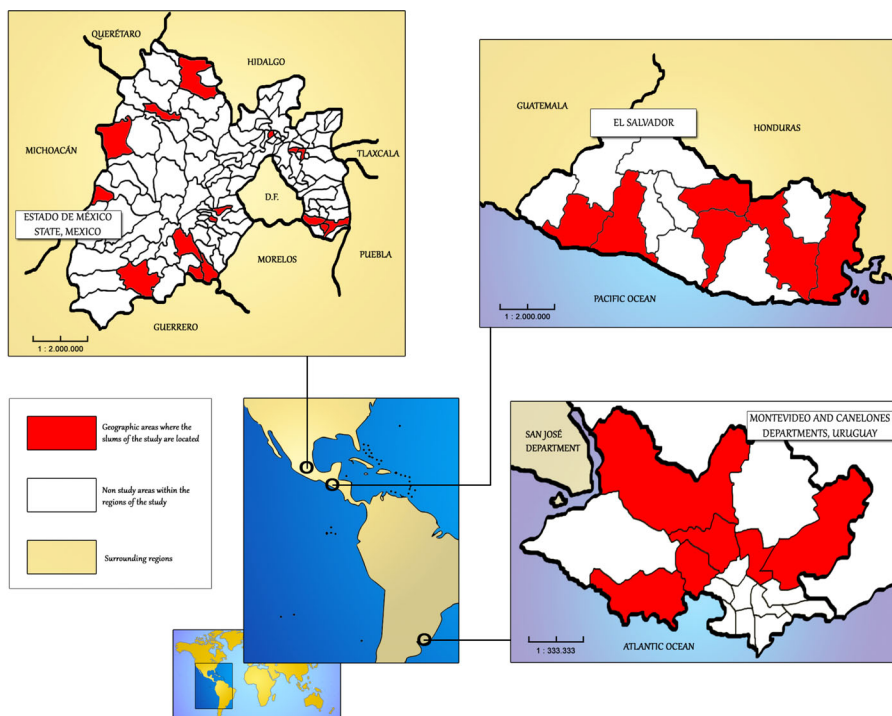 QUERÉTARO
HIDALGO
MICHOACÁN
TLAXCALA
D.F.
ESTADO DE MÉXICO
STATE, MEXICO
MORELOS
PUEBLA
GUERRERO
1 : 2.000.000
GUATEMALA
EL SALVADOR
HONDURAS
PACIFIC OCEAN
1 : 2.000.000
Geographic areas where the
slums of the study are located
Non study areas within the
regions of the study
Surrounding regions
MONTEVIDEO AND CANELONES
DEPARTMENTS, URUGUAY
SAN JOSÉ
DEPARTMENT
ATLANTIC OCEAN
1 : 333.333